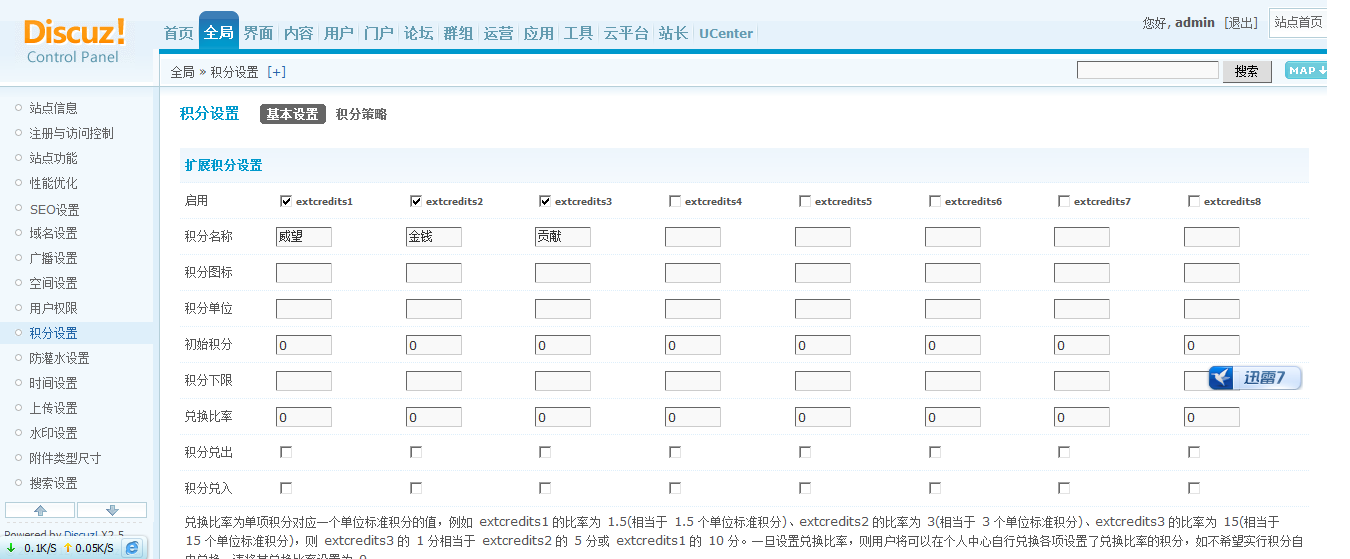 Discuz!
Control Panel
首页 全局 界面 内容 用户 门户 论坛 群组 运营 应用 工具 云平台 站长 UCenter
您好, admin [退出] 站点首页
全局 » 积分设置 [+]
搜索 MAP
站点信息
注册与访问控制
站点功能
性能优化
SEO设置
域名设置
广播设置
空间设置
用户权限
积分设置
防灌水设置
时间设置
上传设置
水印设置
附件类型尺寸
搜索设置
Powered by Discuz! X2.5
0.1K/S 0.05K/S
积分设置 基本设置 积分策略
扩展积分设置
启用 extcredits1 extcredits2 extcredits3 extcredits4 extcredits5 extcredits6 extcredits7 extcredits8
积分名称 威望 金钱 贡献
积分图标
积分单位
初始积分 0 0 0 0 0 0 0 0
积分下限
迅雷7
兑换比率 0 0 0 0 0 0 0 0
积分兑出
积分兑入
兑换比率为单项积分对应一个单位标准积分的值，例如 extcredits1 的比率为 1.5(相当于 1.5 个单位标准积分)、extcredits2 的比率为 3(相当于 3 个单位标准积分)、extcredits3 的比率为 15(相当于
15 个单位标准积分)，则 extcredits3 的 1 分相当于 extcredits2 的 5 分或 extcredits1 的 10 分。一旦设置兑换比率，则用户将可以在个人中心自行兑换各项设置了兑换比率的积分，如不希望实行积分自